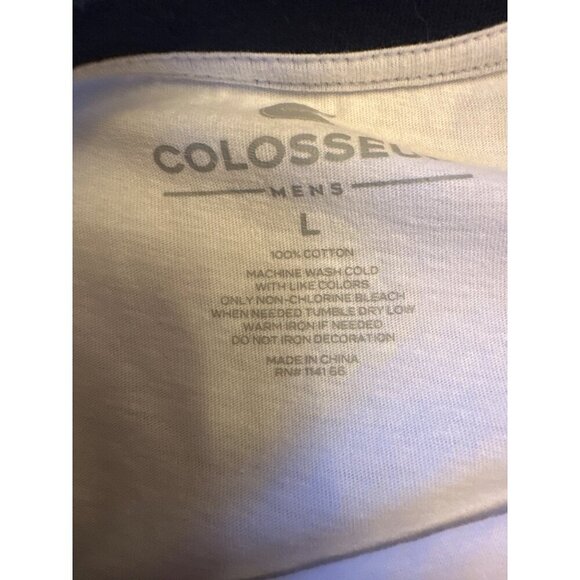 COLOSSEU
MENS
L
100% COTTON
MACHINE WASH COLD
WITH LIKE COLORS
ONLY NON-CHLORINE BLEACH
WHEN NEEDED TUMBLE DRY LOW
WARM IRON IF NEEDED
DO NOT IRON DECORATION
MADE IN CHINA
RN# 114166